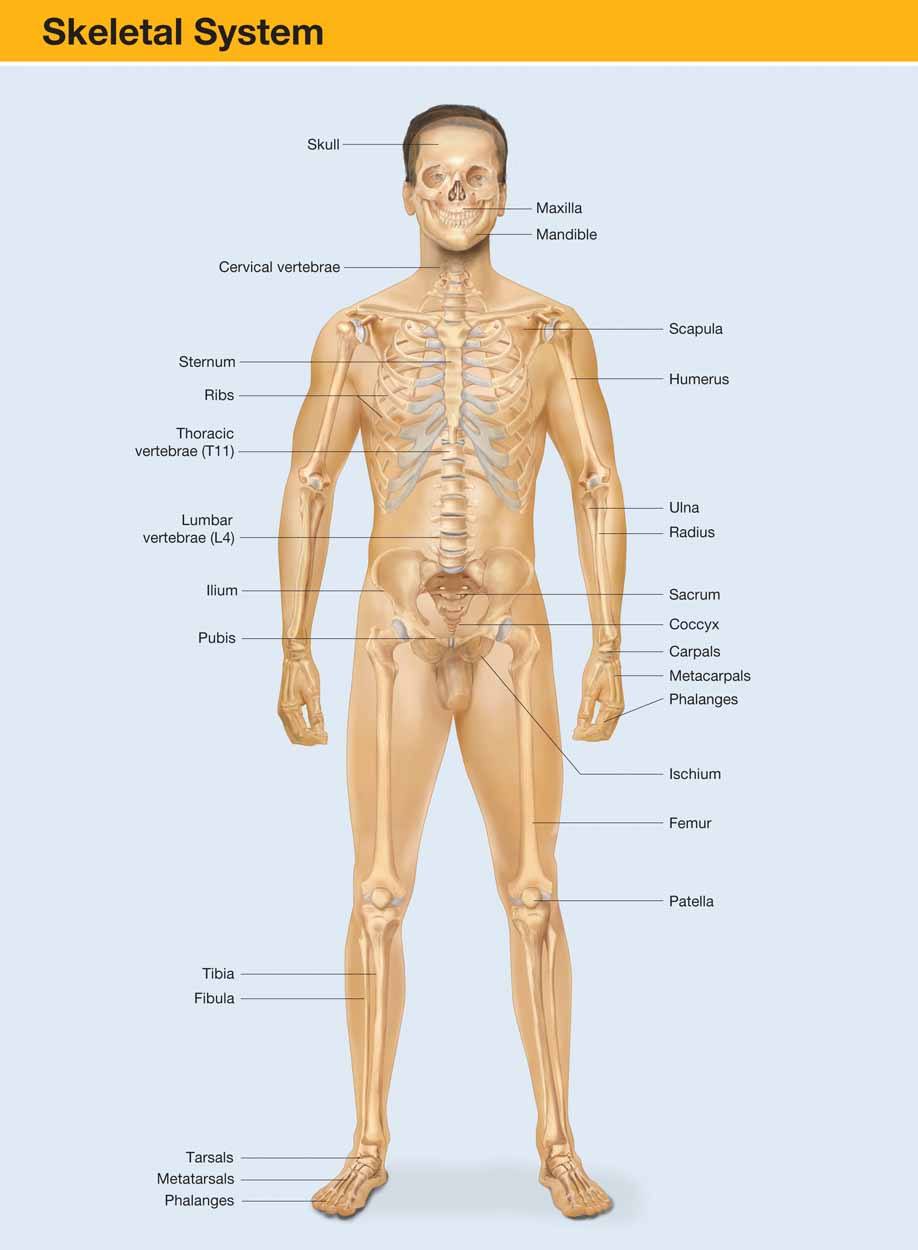 Skeletal System
Skull
Maxilla
Mandible
Cervical vertebrae
Scapula
Sternum
Humerus
Ribs
Thoracic
vertebrae (T11)
Ulna
Lumbar
vertebrae (L4)
Radius
Ilium
Sacrum
Coccyx
Pubis
Carpals
Metacarpals
Phalanges
Ischium
Femur
Patella
Tibia
Fibula
Tarsals
Metatarsals
Phalanges